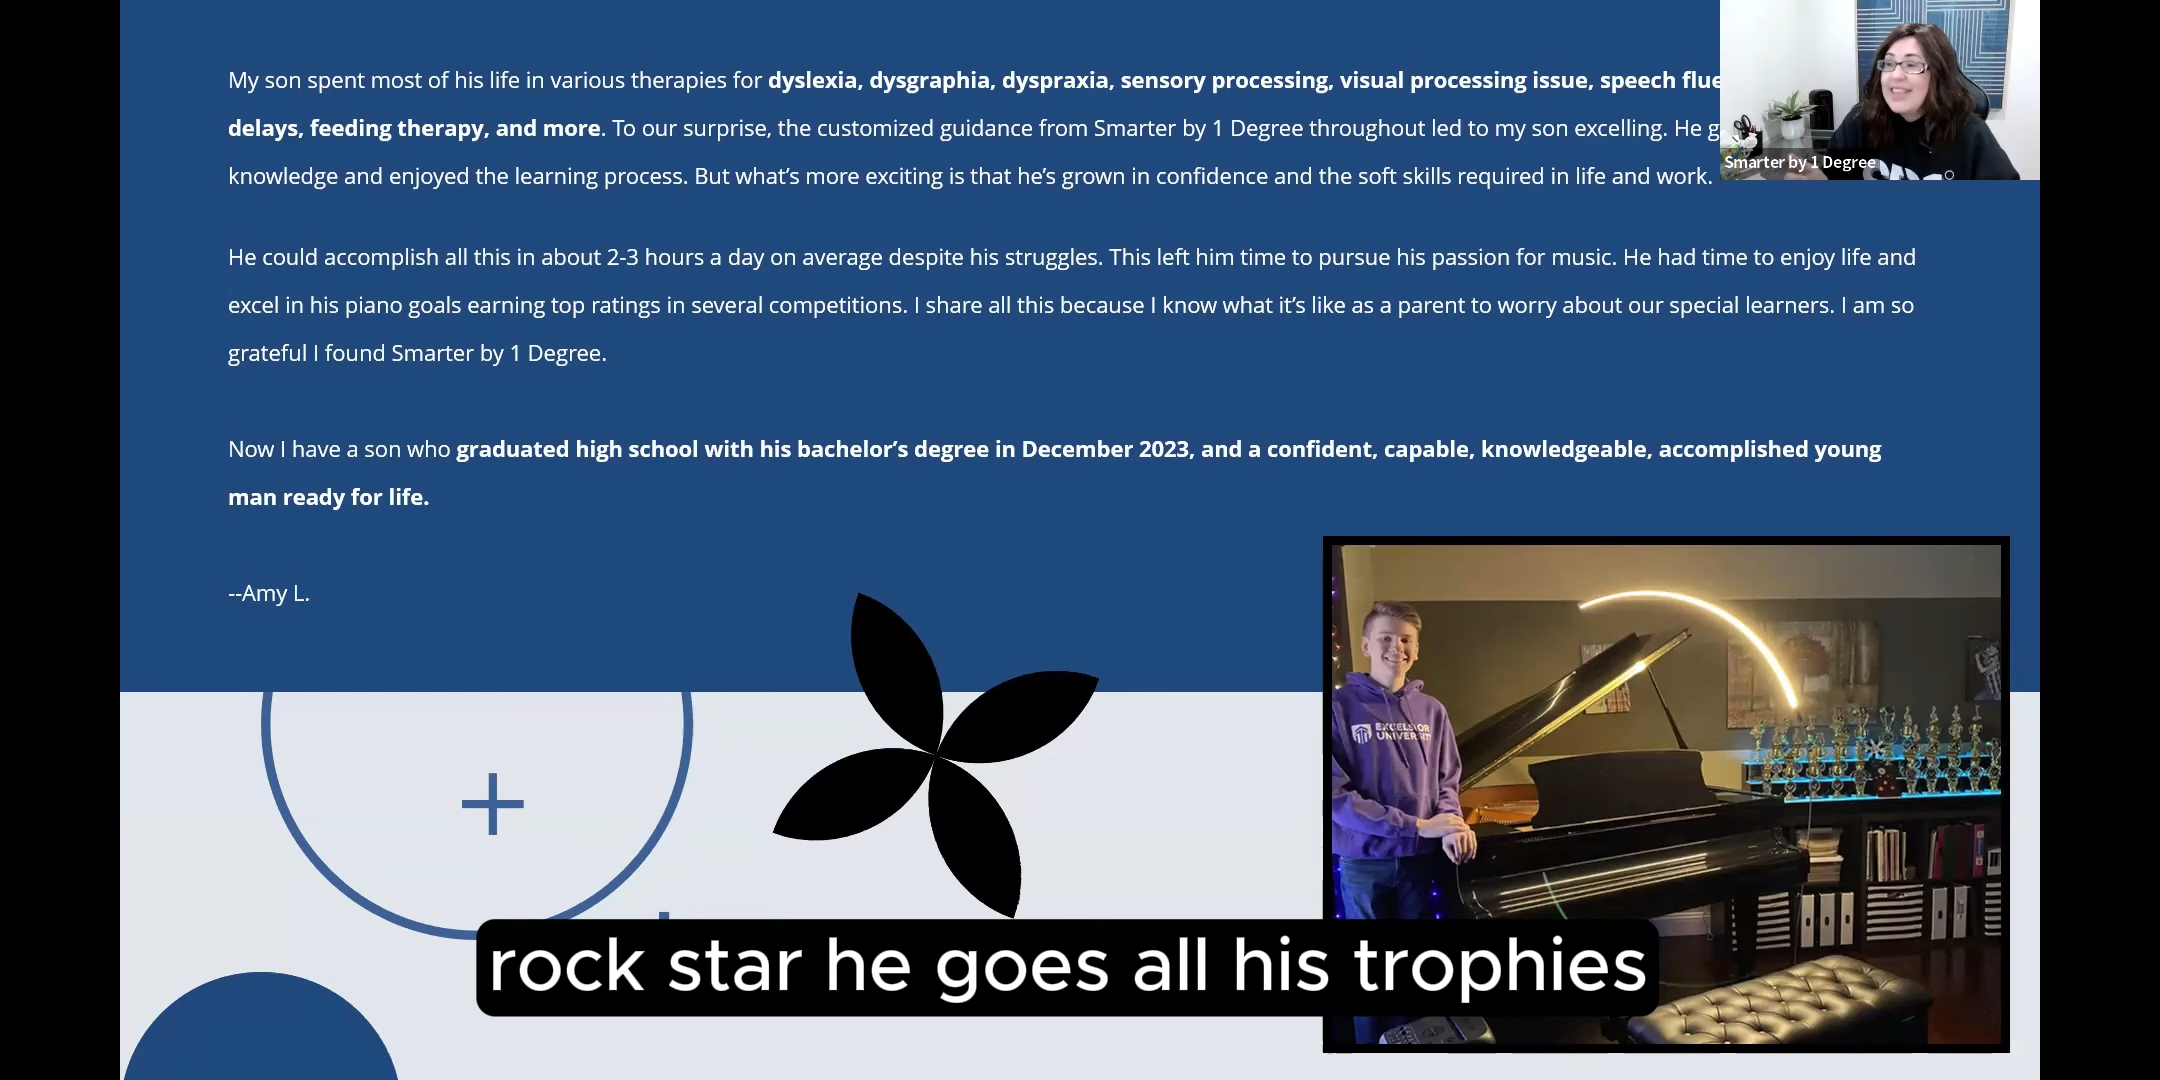 My son spent most of his life in various therapies for dyslexia, dysgraphia, dyspraxia, sensory processing, visual processing issue, speech
delays, feeding therapy, and more. To our surprise, the customized guidance from Smarter by 1 Degree throughout led to my son excelling. He
knowledge and enjoyed the learning process. But what's more exciting is that he's grown in confidence and the soft skills required in life and work.
Smarter by 1 Degree
He could accomplish all this in about 2-3 hours a day on average despite his struggles. This left him time to pursue his passion for music. He had time to enjoy life and
excel in his piano goals earning top ratings in several competitions. I share all this because I know what it's like as a parent to worry about our special learners. I am so
grateful I found Smarter by 1 Degree.
Now I have a son who graduated high school with his bachelor's degree in December 2023, and a confident, capable, knowledgeable, accomplished young
man ready for life.
--Amy L.
EXCELSIOR
UNIVERSITY
rock star he goes all his trophies